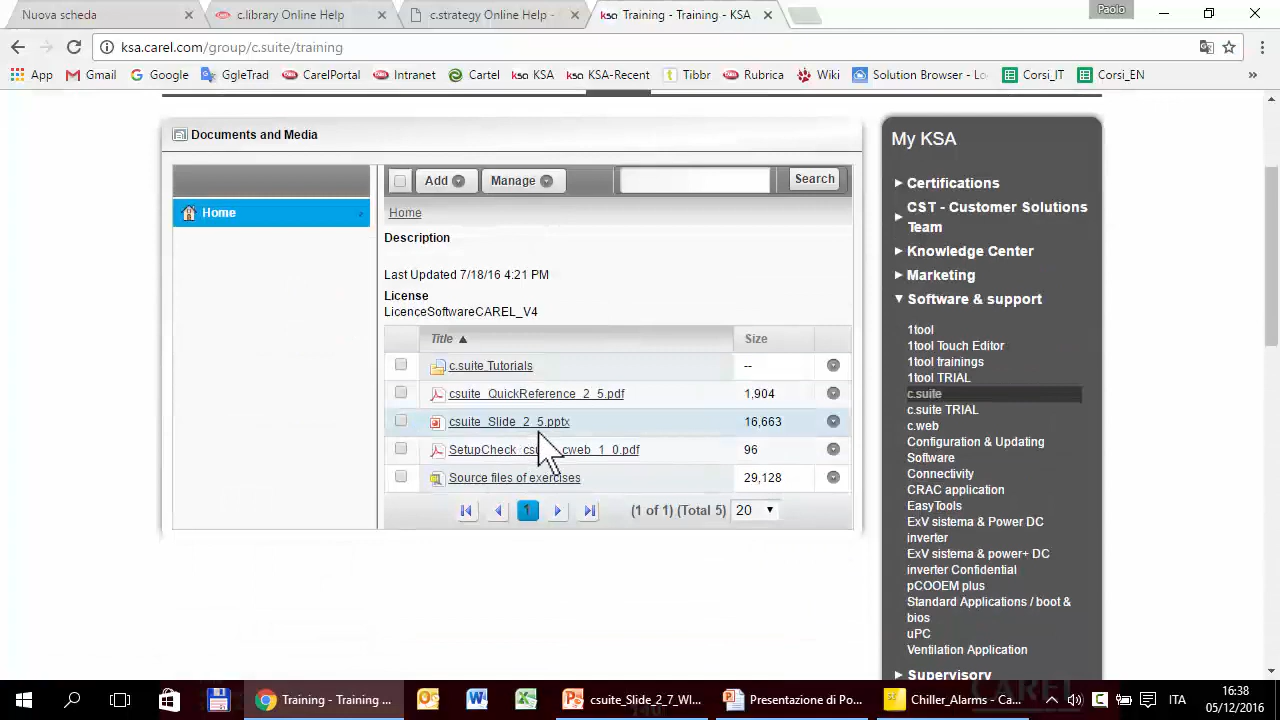 Nuova scheda
c.library Online Help
c.strategy Online Help -
ksa Training - Training - KSA
Paolo
ksa.carel.com/group/c.suite/training
App
Gmail
Google
GgleTrad
CarelPortal
Intranet
Cartel
KSA
KSA-Recent
Tibbr
Rubrica
Wiki
Solution Browser - Lo
Corsi_IT
Corsi_EN
»
Documents and Media
Home
Add
Manage
Search
Home
Description
Last Updated 7/18/16 4:21 PM
License
LicenceSoftwareCAREL_V4
Title
Size
c.suite Tutorials
--
csuite_QuickReference_2_5.pdf
1,904
csuite_Slide_2_5.pptx
16,663
SetupCheck_csu cweb_1_0.pdf
96
Source files of exercises
29,128
1
(1 of 1) (Total 5)
20
My KSA
Certifications
CST - Customer Solutions
Team
Knowledge Center
Marketing
Software & support
1tool
1tool Touch Editor
1tool trainings
1tool TRIAL
c.suite
c.suite TRIAL
c.web
Configuration & Updating
Software
Connectivity
CRAC application
EasyTools
ExV sistema & Power DC
inverter
ExV sistema & power+ DC
inverter Confidential
pCOOEM plus
Standard Applications / boot &
bios
uPC
Ventilation Application
Supervisory
Training - Training ...
csuite_Slide_2_7_WI...
Presentazione di Po...
Chiller_Alarms - Ca...
ITA
16:38
05/12/2016